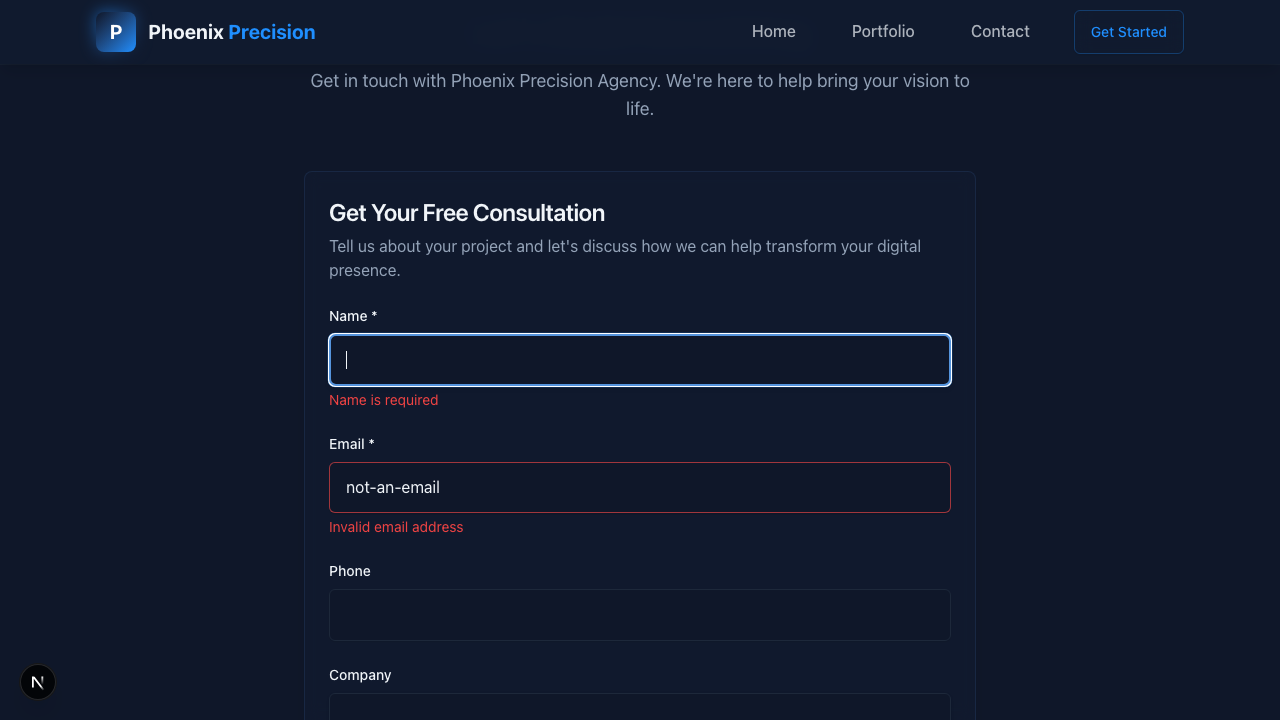 P Phoenix Precision Home Portfolio Contact Get Started
Get in touch with Phoenix Precision Agency. We're here to help bring your vision to
life.
Get Your Free Consultation
Tell us about your project and let's discuss how we can help transform your digital
presence.
Name *
Name is required
Email *
not-an-email
Invalid email address
Phone
Company
N